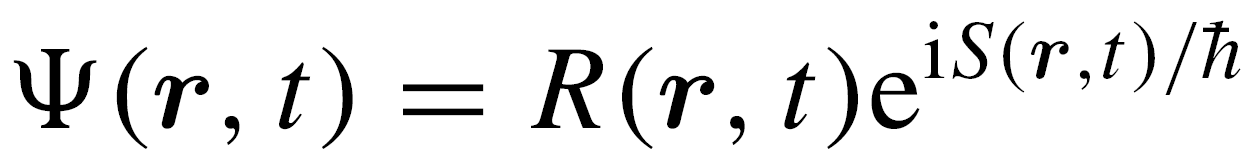 Ψ(r, t) = R(r, t)e^{iS(r,t)/ħ}